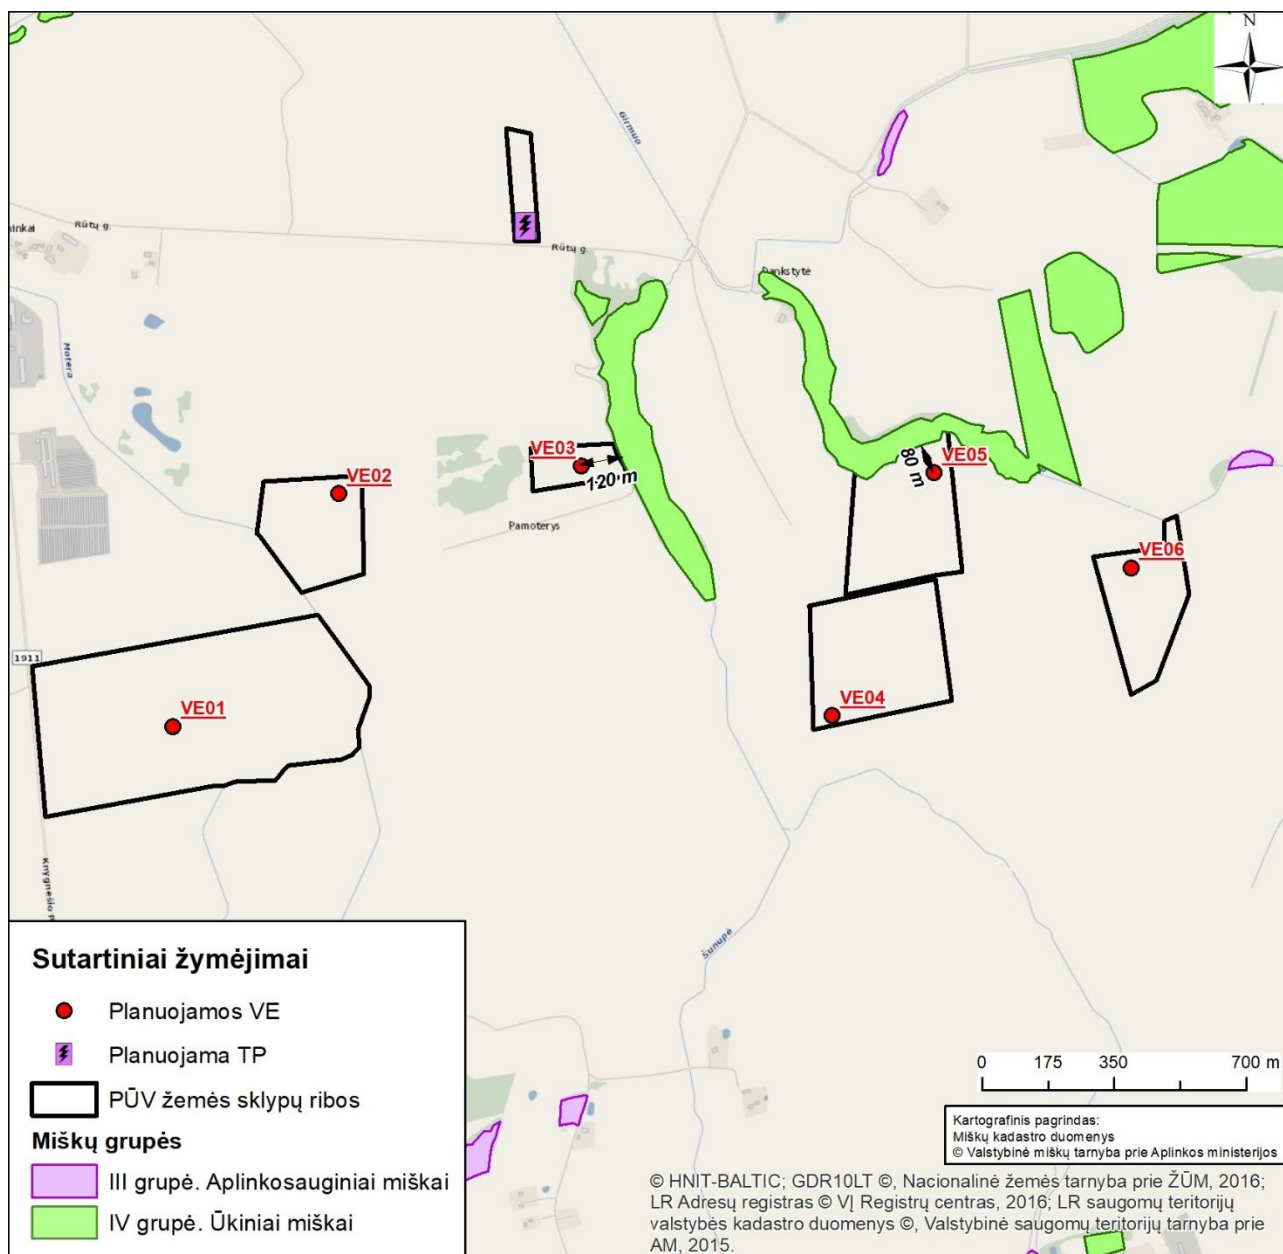 N
Girmuo
ninkai
Rūtų g.
Rūtų g.
Dankstytė
Motera
VE03
VE05
80 m
120 m
VE02
Pamoterys
VE06
1911
VE01
VE04
Knygnešio P
Šunupė
Sutartiniai žymėjimai
Planuojamos VE
Planuojama TP
PŪV žemės sklypų ribos
Miškų grupės
III grupė. Aplinkosauginiai miškai
IV grupė. Ūkiniai miškai
0 175 350 700 m
Kartografinis pagrindas:
Miškų kadastro duomenys
© Valstybinė miškų tarnyba prie Aplinkos ministerijos
© HNIT-BALTIC; GDR10LT ©, Nacionalinė žemės tarnyba prie ŽŪM, 2016;
LR Adresų registras © VĮ Registrų centras, 2016; LR saugomų teritorijų
valstybės kadastro duomenys ©, Valstybinė saugomų teritorijų tarnyba prie
AM, 2015.